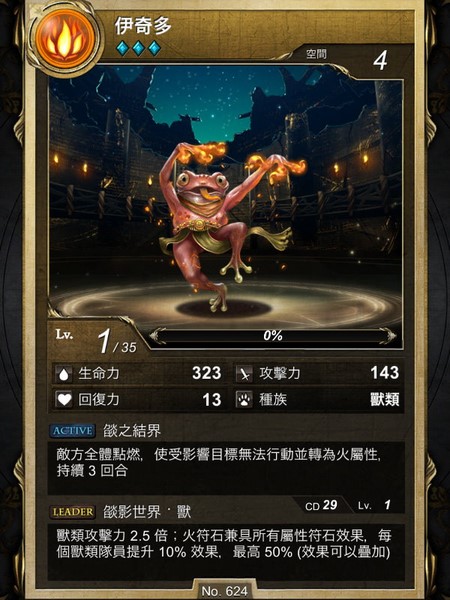 伊奇多
空間 4
Lv. 1 / 35
0%
生命力 323 攻擊力 143
回復力 13 種族 獸類
ACTIVE 燄之結界
敵方全體點燃，使受影響目標無法行動並轉為火屬性，
持續 3 回合
CD 29 Lv. 1
LEADER 燄影世界 · 獸
獸類攻擊力 2.5 倍；火符石兼具所有屬性符石效果，每
個獸類隊員提升 10% 效果，最高 50% (效果可以疊加)
No. 624